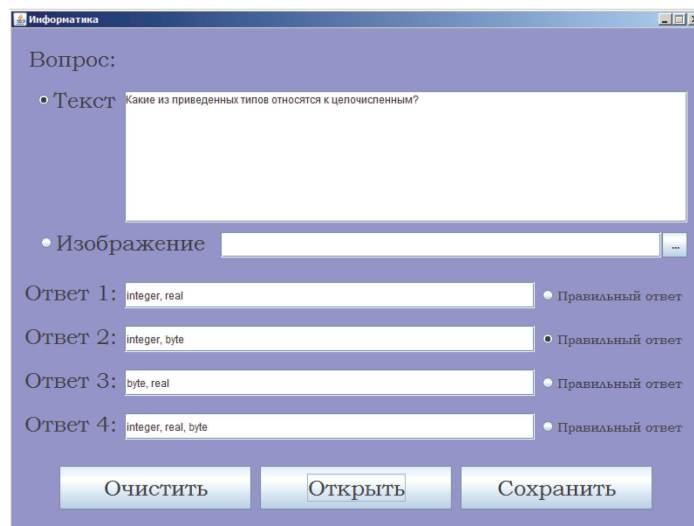 Информатика
Вопрос:
Текст
Какие из приведенных типов относятся к целочисленным?
Изображение
...
Ответ 1: integer, real Правильный ответ
Ответ 2: integer, byte Правильный ответ
Ответ 3: byte, real Правильный ответ
Ответ 4: integer, real, byte Правильный ответ
Очистить Открыть Сохранить